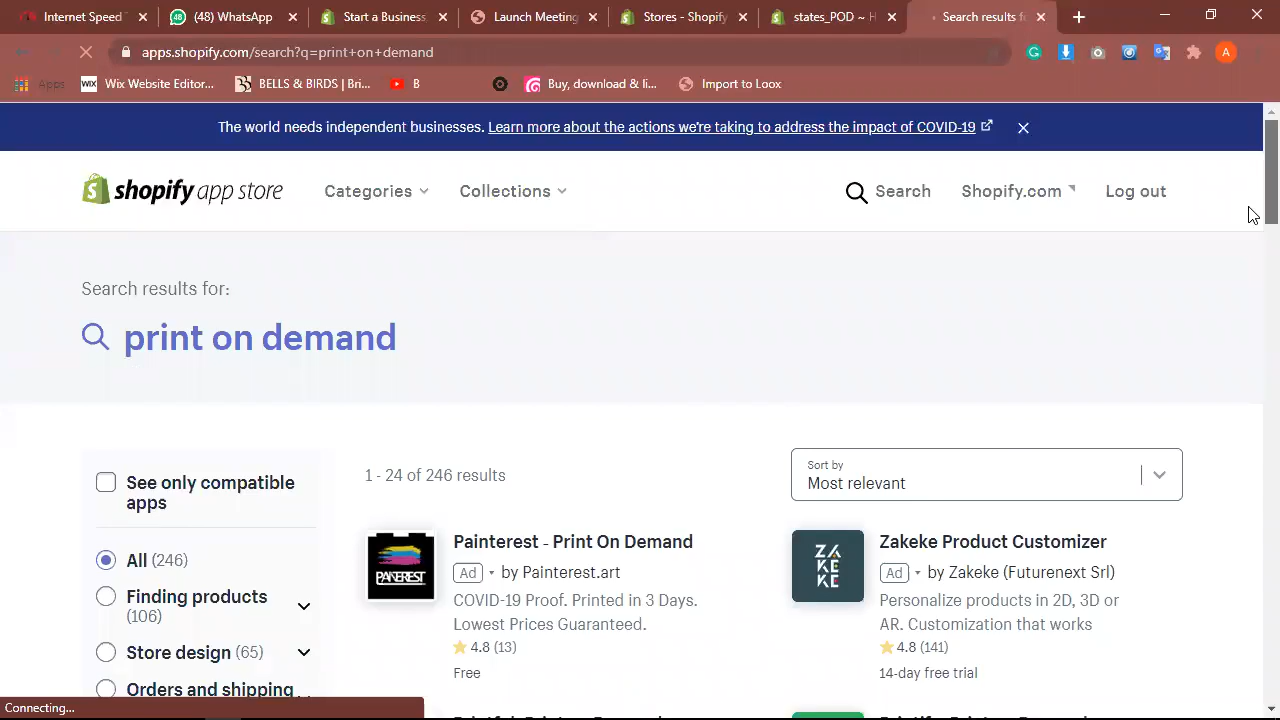 Internet Speed
(48) WhatsApp
Start a Business
Launch Meeting
Stores - Shopify
states_POD ~ H
Search results fo
apps.shopify.com/search?q=print+on+demand
A
Apps
WIX Wix Website Editor...
BELLS & BIRDS | Bri...
B
Buy, download & li...
Import to Loox
The world needs independent businesses. Learn more about the actions we're taking to address the impact of COVID-19
shopify app store
Categories
Collections
Search
Shopify.com
Log out
Search results for:
print on demand
See only compatible
apps
All (246)
Finding products
(106)
Store design (65)
Orders and shipping
1 - 24 of 246 results
Sort by
Most relevant
Painterest - Print On Demand
Ad by Painterest.art
COVID-19 Proof. Printed in 3 Days.
Lowest Prices Guaranteed.
4.8 (13)
Free
ZA
KE
KE
Zakeke Product Customizer
Ad by Zakeke (Futurenext Srl)
Personalize products in 2D, 3D or
AR. Customization that works
4.8 (141)
14-day free trial
Connecting...